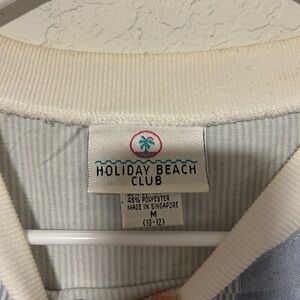 HOLIDAY BEACH
CLUB
45% POLYESTER
MADE IN SINGAPORE
M
(10-12)